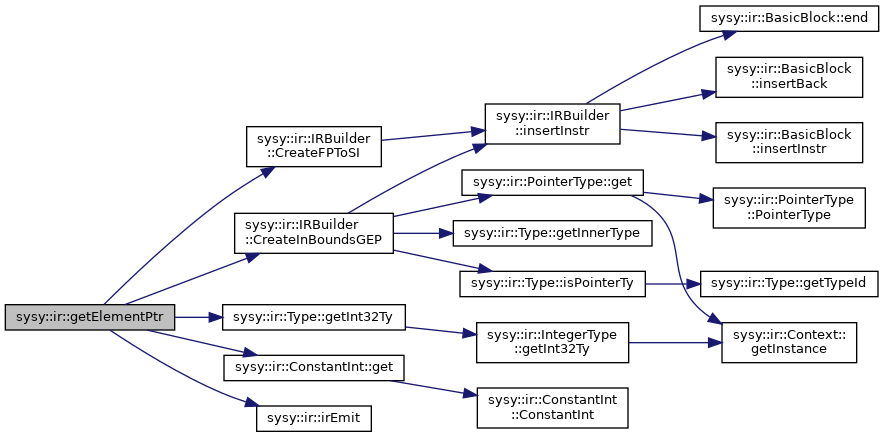 sysy::ir::getElementPtr
sysy::ir::IRBuilder
::CreateFPToSI
sysy::ir::IRBuilder
::CreateInBoundsGEP
sysy::ir::Type::getInt32Ty
sysy::ir::ConstantInt::get
sysy::ir::irEmit
sysy::ir::IRBuilder
::insertInstr
sysy::ir::PointerType::get
sysy::ir::Type::getInnerType
sysy::ir::Type::isPointerTy
sysy::ir::IntegerType
::getInt32Ty
sysy::ir::ConstantInt
::ConstantInt
sysy::ir::BasicBlock::end
sysy::ir::BasicBlock
::insertBack
sysy::ir::BasicBlock
::insertInstr
sysy::ir::PointerType
::PointerType
sysy::ir::Type::getTypeId
sysy::ir::Context::
getInstance